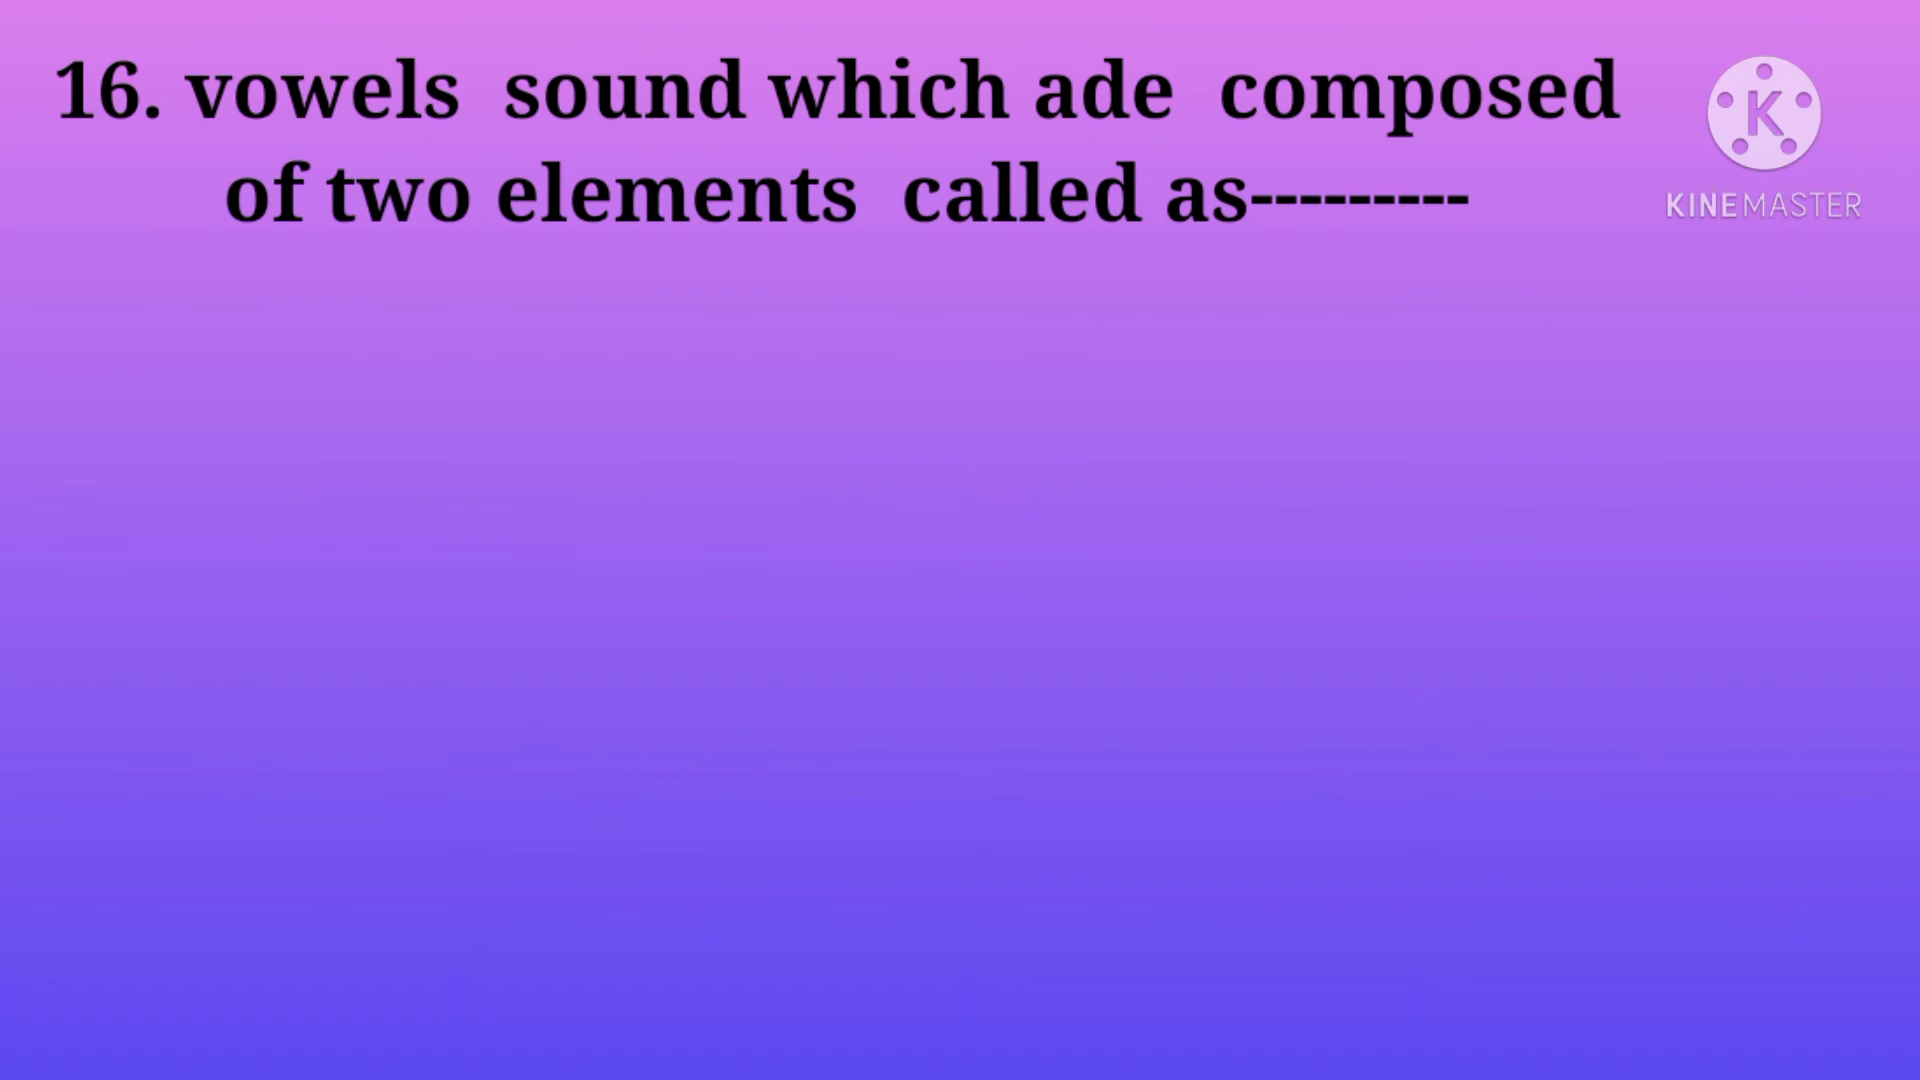 16. vowels sound which ade composed
of two elements called as---------
K
KINEMASTER